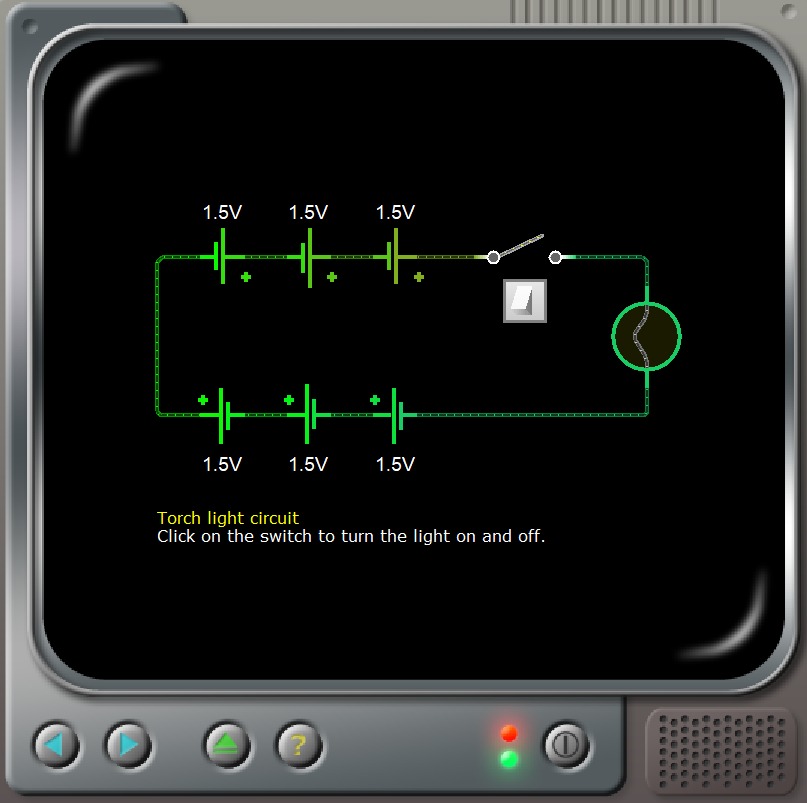 1.5V 1.5V 1.5V
1.5V 1.5V 1.5V
Torch light circuit
Click on the switch to turn the light on and off.
?